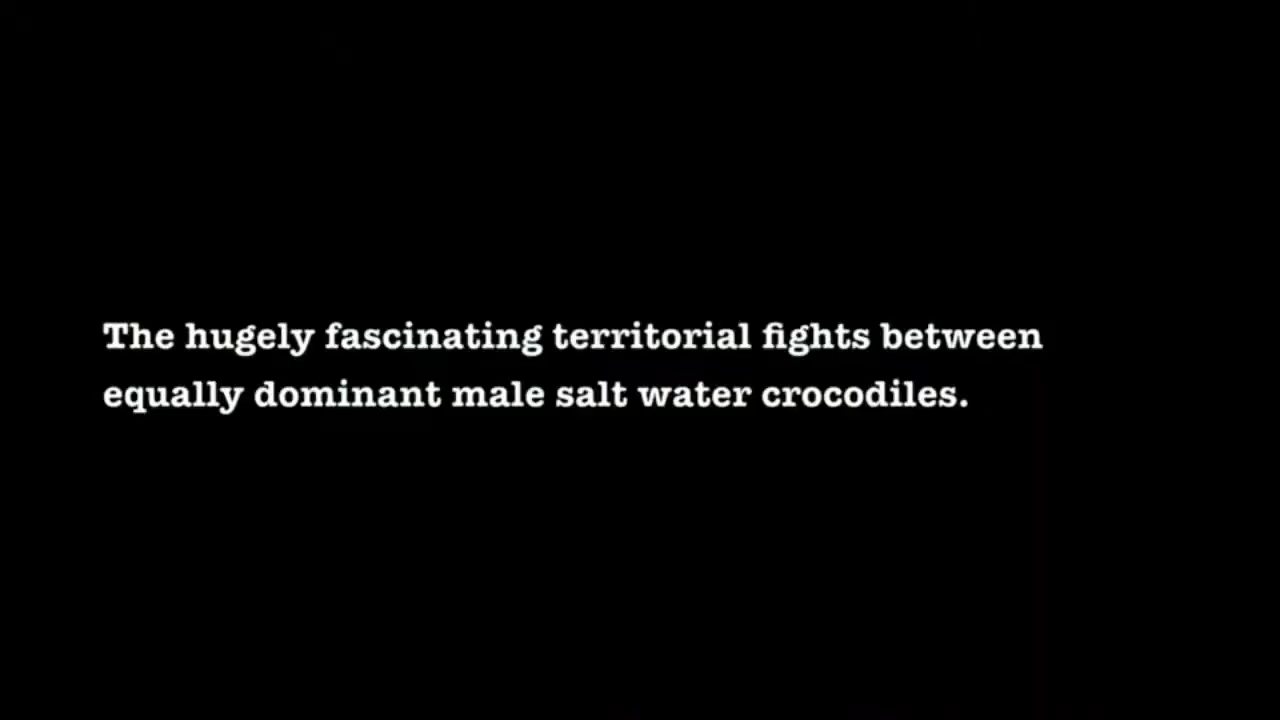 The hugely fascinating territorial fights between
equally dominant male salt water crocodiles.